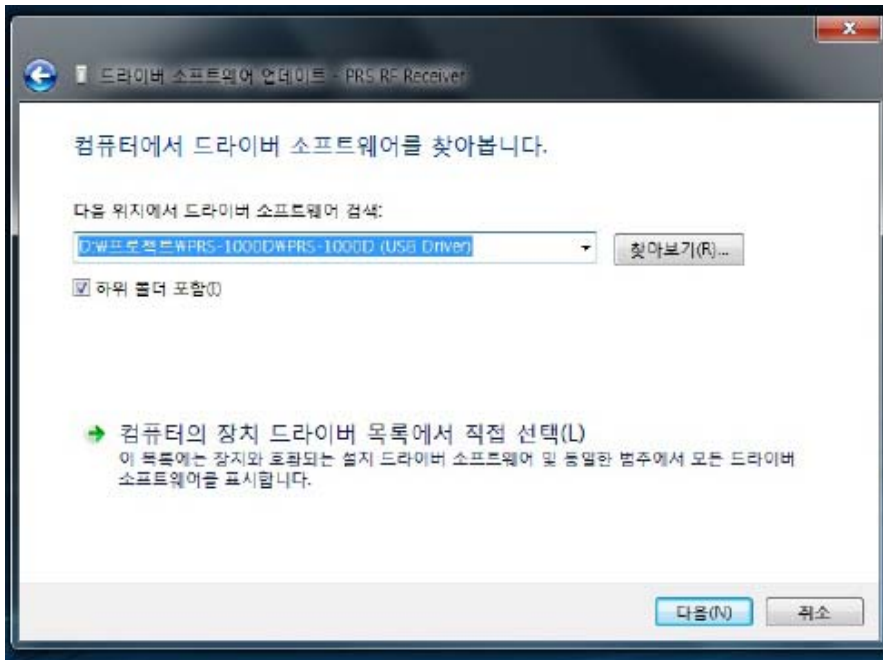 드라이버 소프트웨어 업데이트 - PRS RF Receiver
컴퓨터에서 드라이버 소프트웨어를 찾아봅니다.
다음 위치에서 드라이버 소프트웨어 검색:
D:₩프로젝트₩PRS-1000D₩PRS-1000D (USB Driver)
찾아보기(R)...
하위 폴더 포함(I)
컴퓨터의 장치 드라이버 목록에서 직접 선택(L)
이 목록에는 장치와 호환되는 설치 드라이버 소프트웨어 및 동일한 범주에서 모든 드라이버
소프트웨어를 표시합니다.
다음(N)
취소